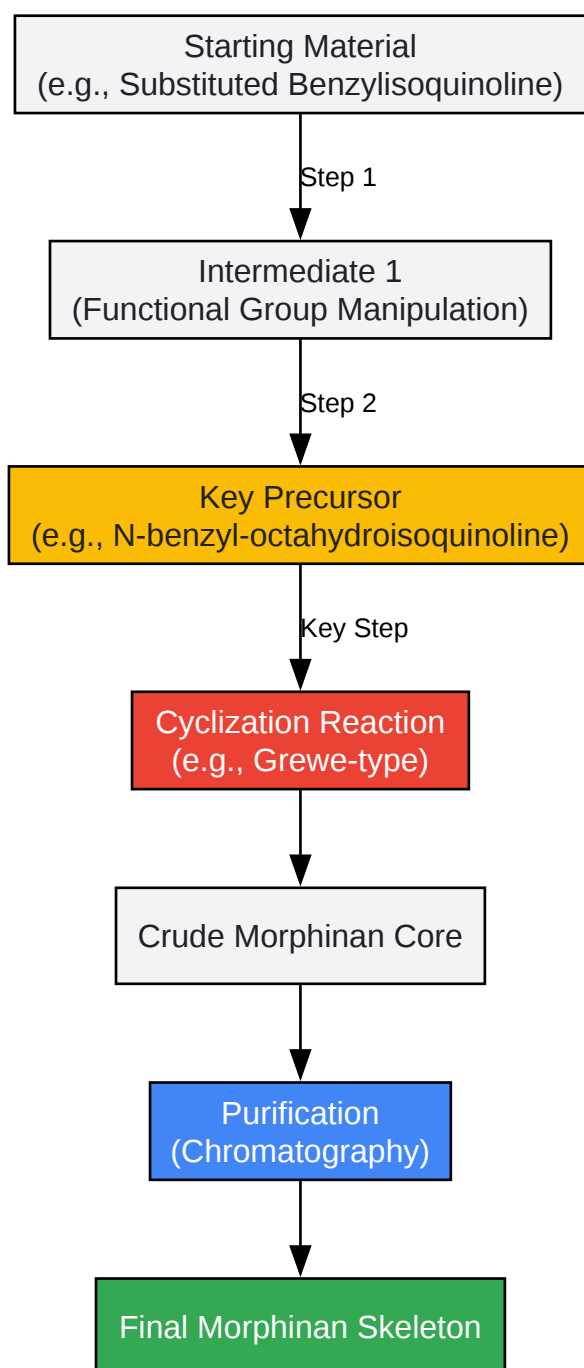 Starting Material
(e.g., Substituted Benzylisoquinoline)
Step 1
Intermediate 1
(Functional Group Manipulation)
Step 2
Key Precursor
(e.g., N-benzyl-octahydroisoquinoline)
Key Step
Cyclization Reaction
(e.g., Grewe-type)
Crude Morphinan Core
Purification
(Chromatography)
Final Morphinan Skeleton